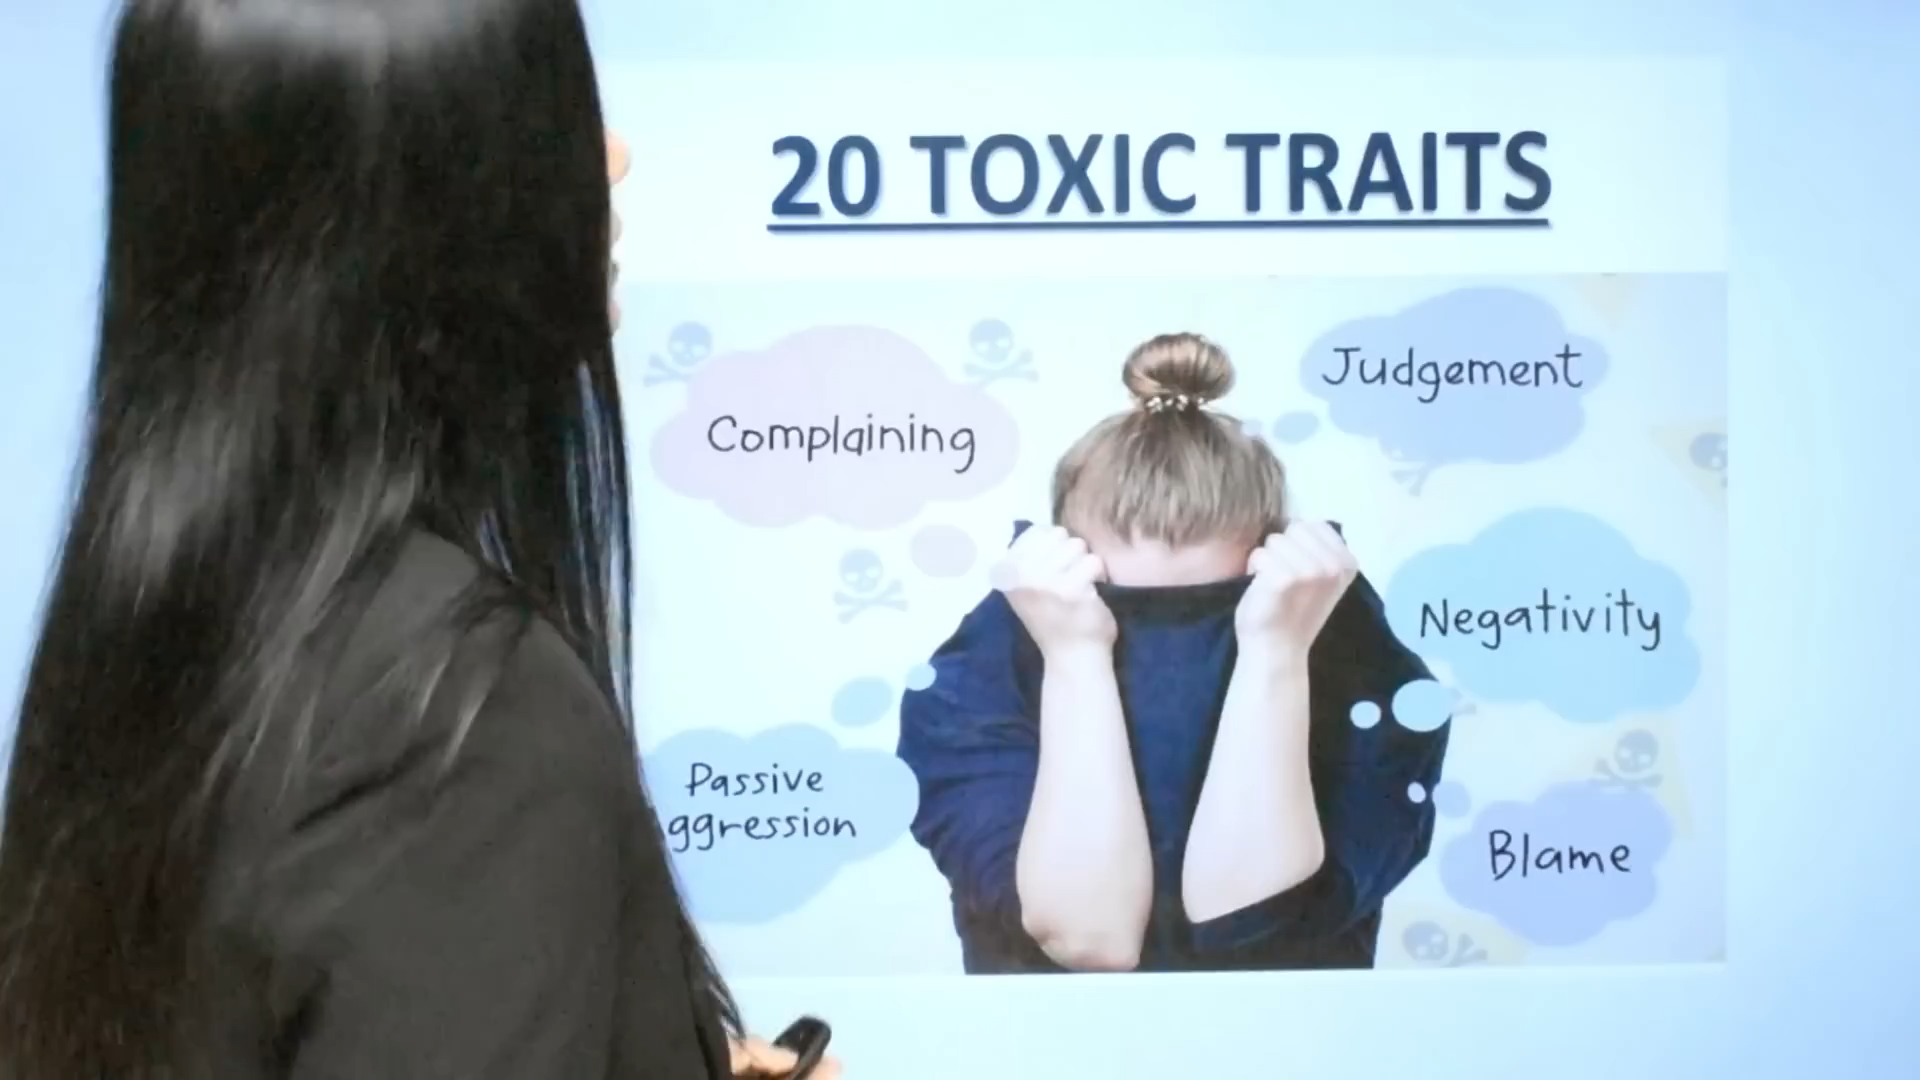 20 TOXIC TRAITS
Complaining
Judgement
Negativity
Passive
ggression
Blame